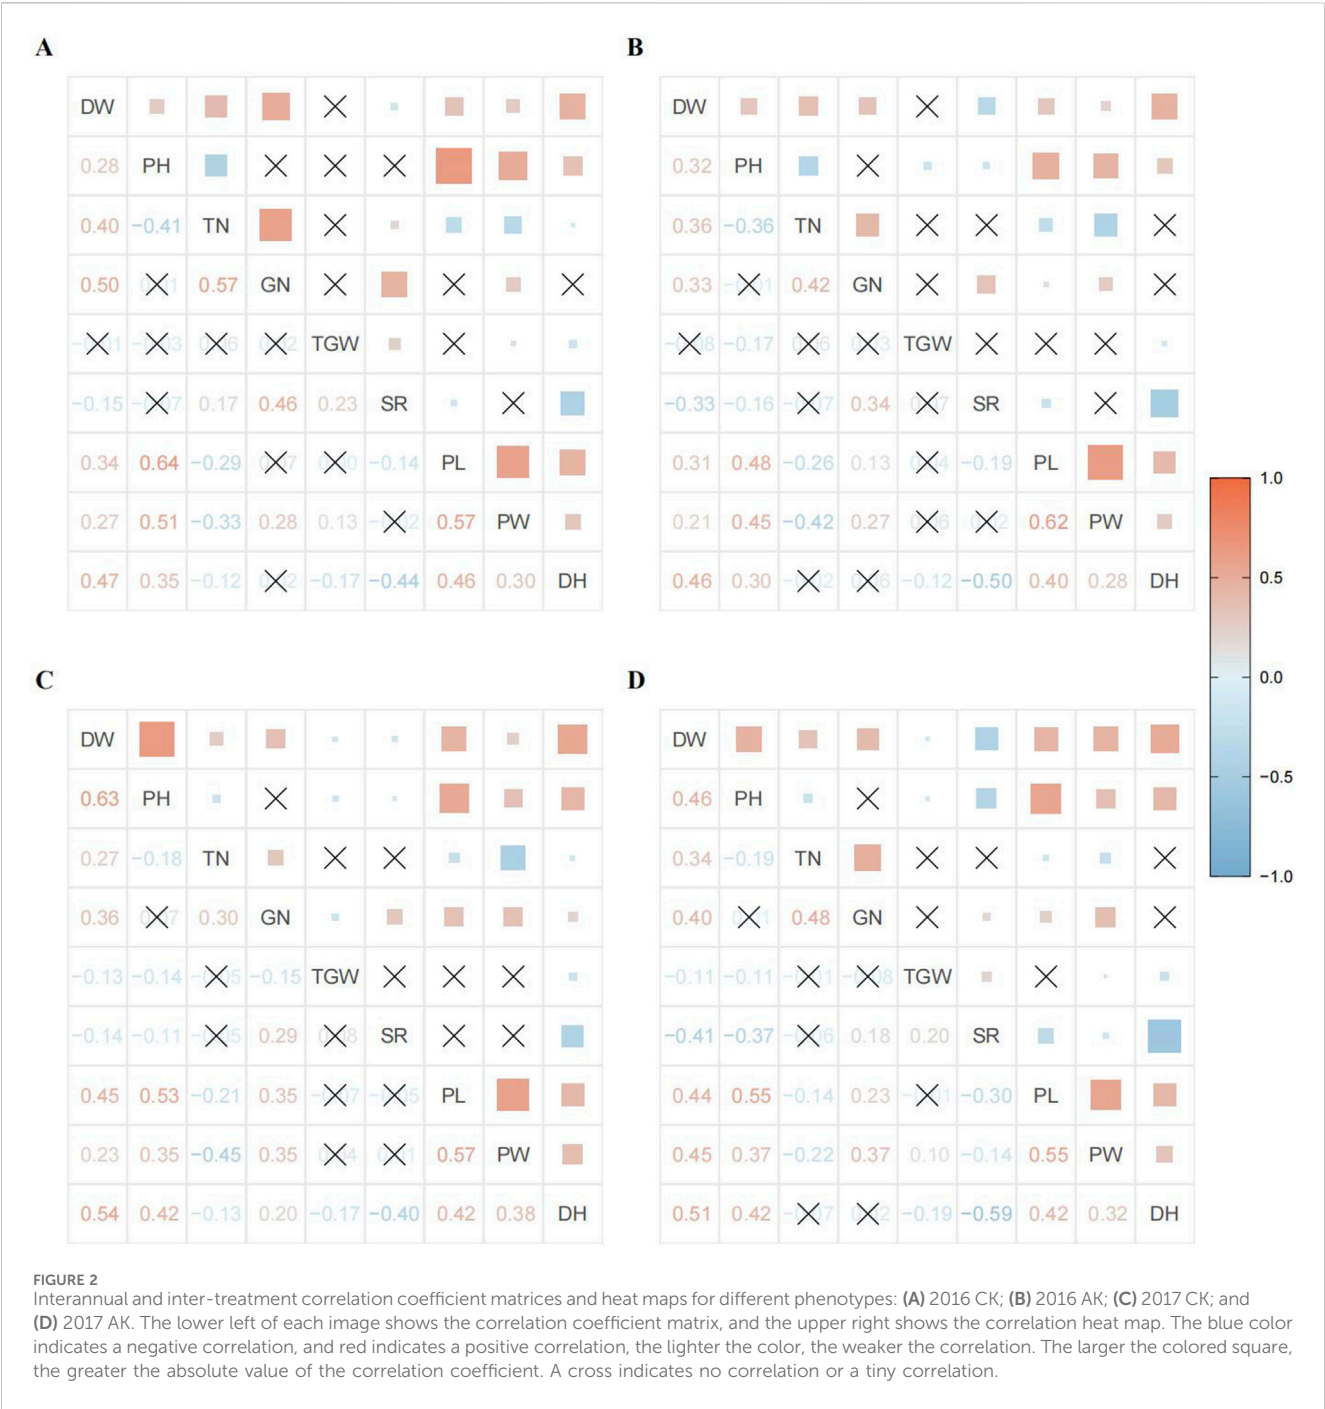 A
DW
0.28 PH
0.40 −0.41 TN
0.50 0.57 GN
TGW
−0.15 0.17 0.46 0.23 SR
0.34 0.64 −0.29 −0.14 PL
0.27 0.51 −0.33 0.28 0.13 0.57 PW
0.47 0.35 −0.12 −0.17 −0.44 0.46 0.30 DH
B
DW
0.32 PH
0.36 −0.36 TN
0.33 0.42 GN
−0.17 TGW
−0.33 −0.16 0.34 SR
0.31 0.48 −0.26 0.13 −0.19 PL
0.21 0.45 −0.42 0.27 0.62 PW
0.46 0.30 −0.12 −0.50 0.40 0.28 DH
1.0
0.5
0.0
−0.5
−1.0
C
DW
0.63 PH
0.27 −0.18 TN
0.36 0.30 GN
−0.13 −0.14 −0.15 TGW
−0.14 −0.11 0.29 SR
0.45 0.53 −0.21 0.35 PL
0.23 0.35 −0.45 0.35 0.57 PW
0.54 0.42 −0.13 0.20 −0.17 −0.40 0.42 0.38 DH
D
DW
0.46 PH
0.34 −0.19 TN
0.40 0.48 GN
−0.11 −0.11 TGW
−0.41 −0.37 0.18 0.20 SR
0.44 0.55 −0.14 0.23 −0.30 PL
0.45 0.37 −0.22 0.37 0.10 −0.14 0.55 PW
0.51 0.42 −0.19 −0.59 0.42 0.32 DH
FIGURE 2
Interannual and inter-treatment correlation coefficient matrices and heat maps for different phenotypes: (A) 2016 CK; (B) 2016 AK; (C) 2017 CK; and
(D) 2017 AK. The lower left of each image shows the correlation coefficient matrix, and the upper right shows the correlation heat map. The blue color
indicates a negative correlation, and red indicates a positive correlation, the lighter the color, the weaker the correlation. The larger the colored square,
the greater the absolute value of the correlation coefficient. A cross indicates no correlation or a tiny correlation.